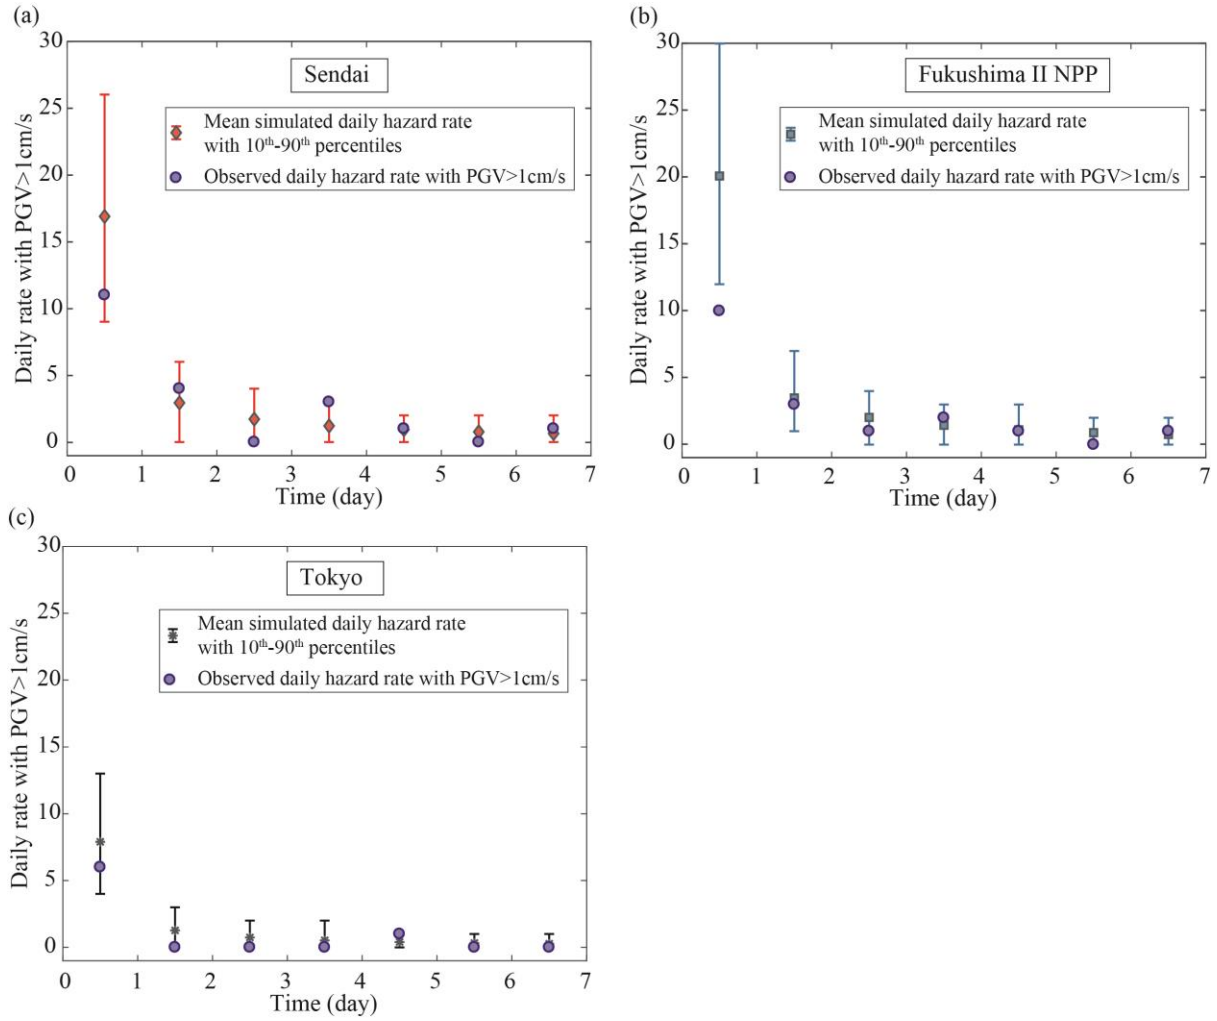 (a)
Sendai
Mean simulated daily hazard rate
with 10th-90th percentiles
Observed daily hazard rate with PGV>1cm/s
Daily rate with PGV>1cm/s
30
25
20
15
10
5
0
0 1 2 3 4 5 6 7
Time (day)
(b)
Fukushima II NPP
Mean simulated daily hazard rate
with 10th-90th percentiles
Observed daily hazard rate with PGV>1cm/s
Daily rate with PGV>1cm/s
30
25
20
15
10
5
0
0 1 2 3 4 5 6 7
Time (day)
(c)
Tokyo
Mean simulated daily hazard rate
with 10th-90th percentiles
Observed daily hazard rate with PGV>1cm/s
Daily rate with PGV>1cm/s
30
25
20
15
10
5
0
0 1 2 3 4 5 6 7
Time (day)